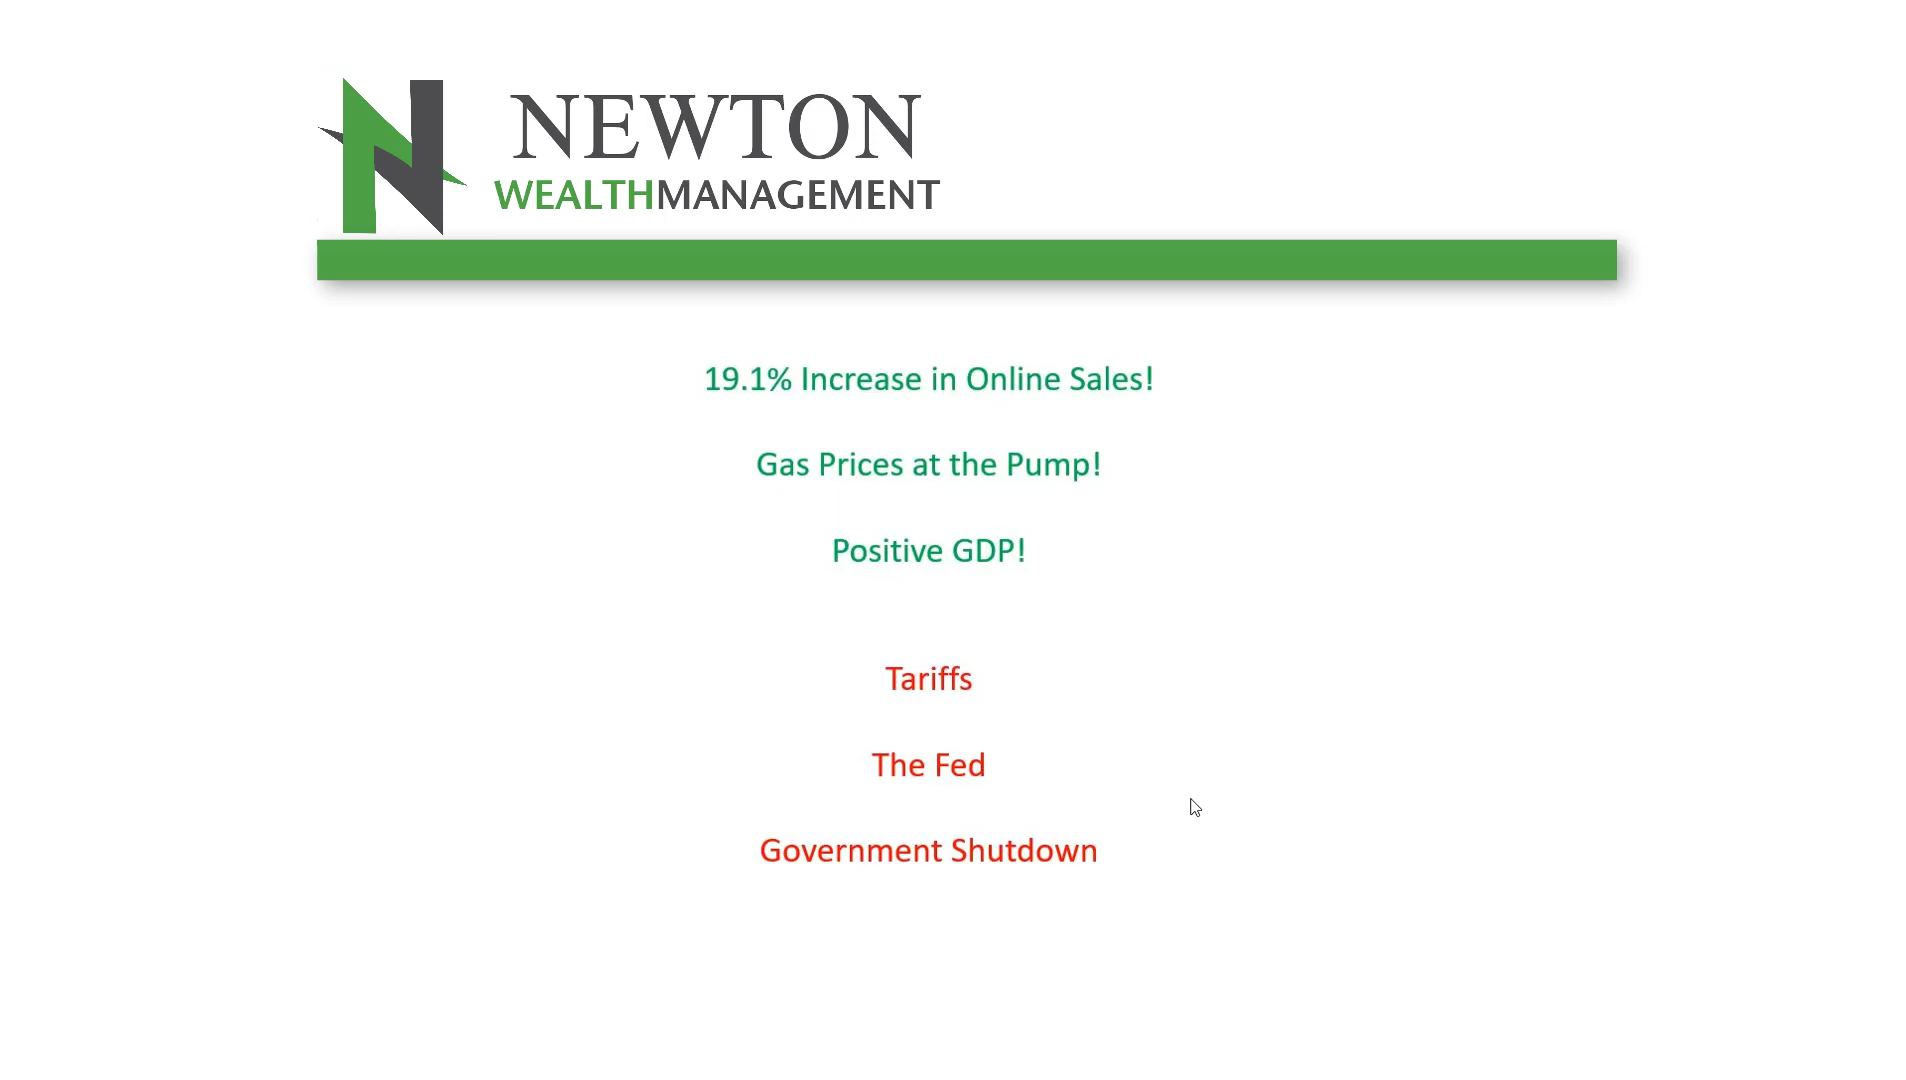 NEWTON
WEALTHMANAGEMENT
19.1% Increase in Online Sales!
Gas Prices at the Pump!
Positive GDP!
Tariffs
The Fed
Government Shutdown